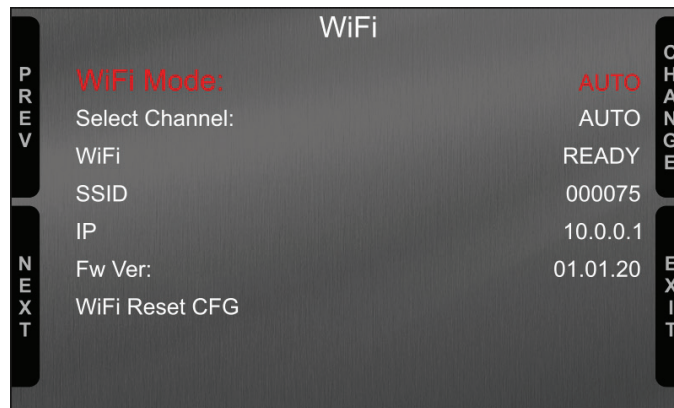 WiFi
PREV
CHANGE
WiFi Mode: AUTO
Select Channel: AUTO
WiFi READY
SSID 000075
IP 10.0.0.1
Fw Ver: 01.01.20
WiFi Reset CFG
NEXT
EXIT